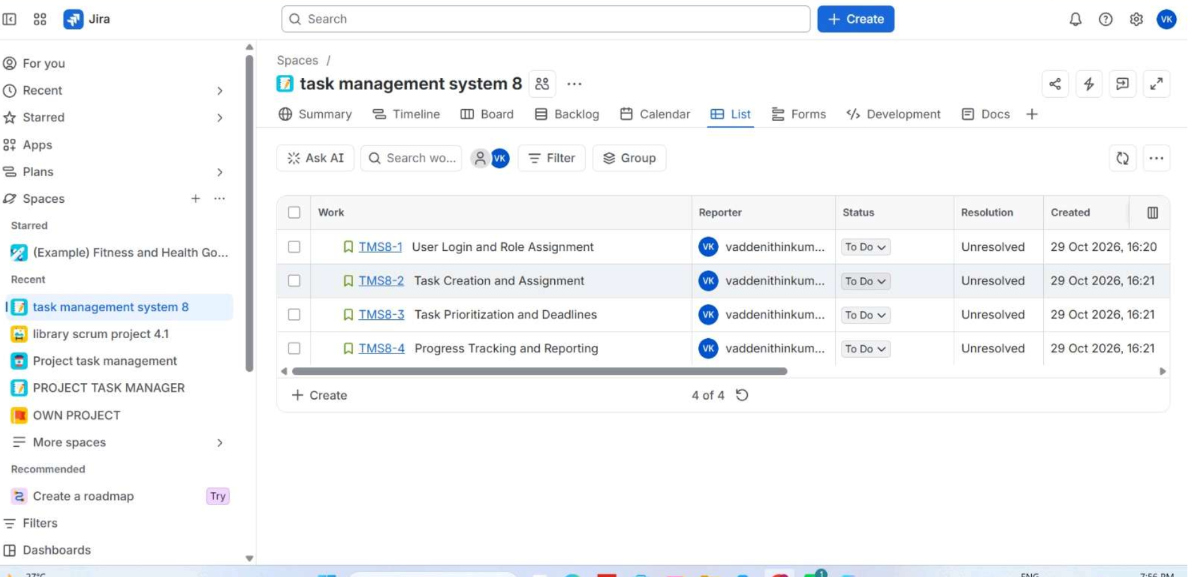 Jira
Search
+ Create
VK
For you
Recent
Starred
Apps
Plans
Spaces
Starred
(Example) Fitness and Health Go...
Recent
task management system 8
library scrum project 4.1
Project task management
PROJECT TASK MANAGER
OWN PROJECT
More spaces
Recommended
Create a roadmap Try
Filters
Dashboards
Spaces /
task management system 8
Summary Timeline Board Backlog Calendar List Forms Development Docs +
Ask AI Search wo... VK Filter Group
Work Reporter Status Resolution Created
TMS8-1 User Login and Role Assignment VK vaddenithinkum... To Do Unresolved 29 Oct 2026, 16:20
TMS8-2 Task Creation and Assignment VK vaddenithinkum... To Do Unresolved 29 Oct 2026, 16:21
TMS8-3 Task Prioritization and Deadlines VK vaddenithinkum... To Do Unresolved 29 Oct 2026, 16:21
TMS8-4 Progress Tracking and Reporting VK vaddenithinkum... To Do Unresolved 29 Oct 2026, 16:21
+ Create 4 of 4
27°C 1 ENG 7:56 PM